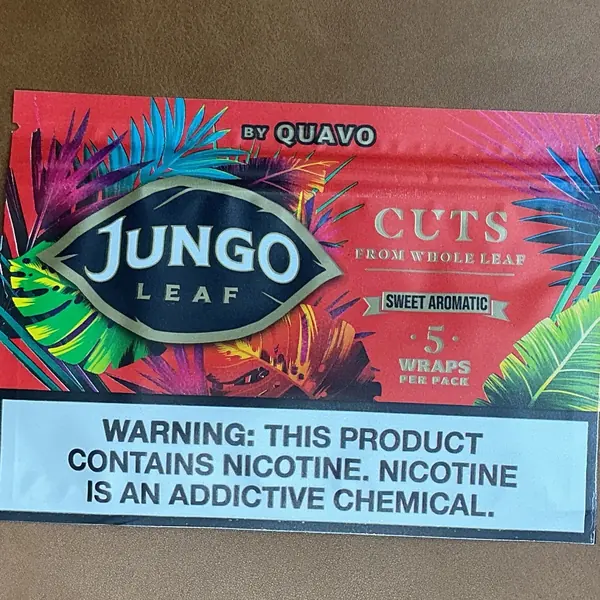 BY QUAVO
JUNGO
LEAF
CUTS
FROM WHOLE LEAF
SWEET AROMATIC
· 5 ·
WRAPS
PER PACK
WARNING: THIS PRODUCT
CONTAINS NICOTINE. NICOTINE
IS AN ADDICTIVE CHEMICAL.